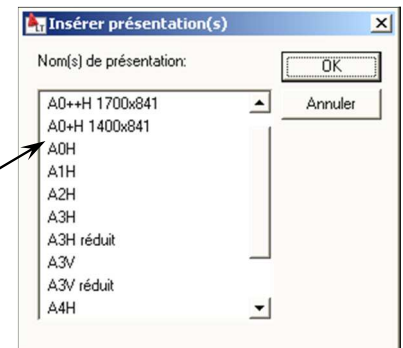 Insérer présentation(s)
Nom(s) de présentation:
OK
Annuler
A0++H 1700x841
A0+H 1400x841
A0H
A1H
A2H
A3H
A3H réduit
A3V
A3V réduit
A4H